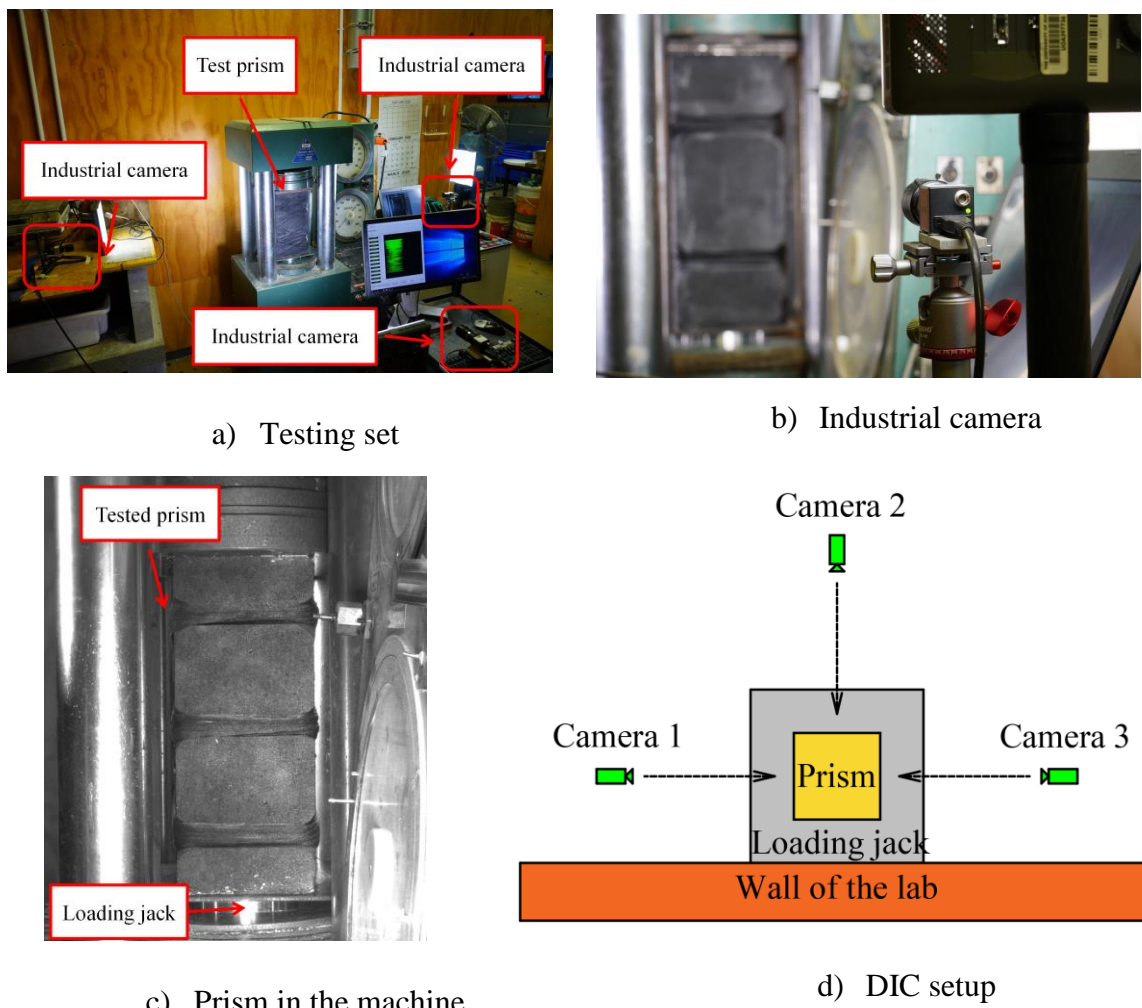 Test prism
Industrial camera
Industrial camera
Industrial camera
a) Testing set
b) Industrial camera
Tested prism
Loading jack
c) Prism in the machine
Camera 2
Camera 1
Camera 3
Prism
Loading jack
Wall of the lab
d) DIC setup